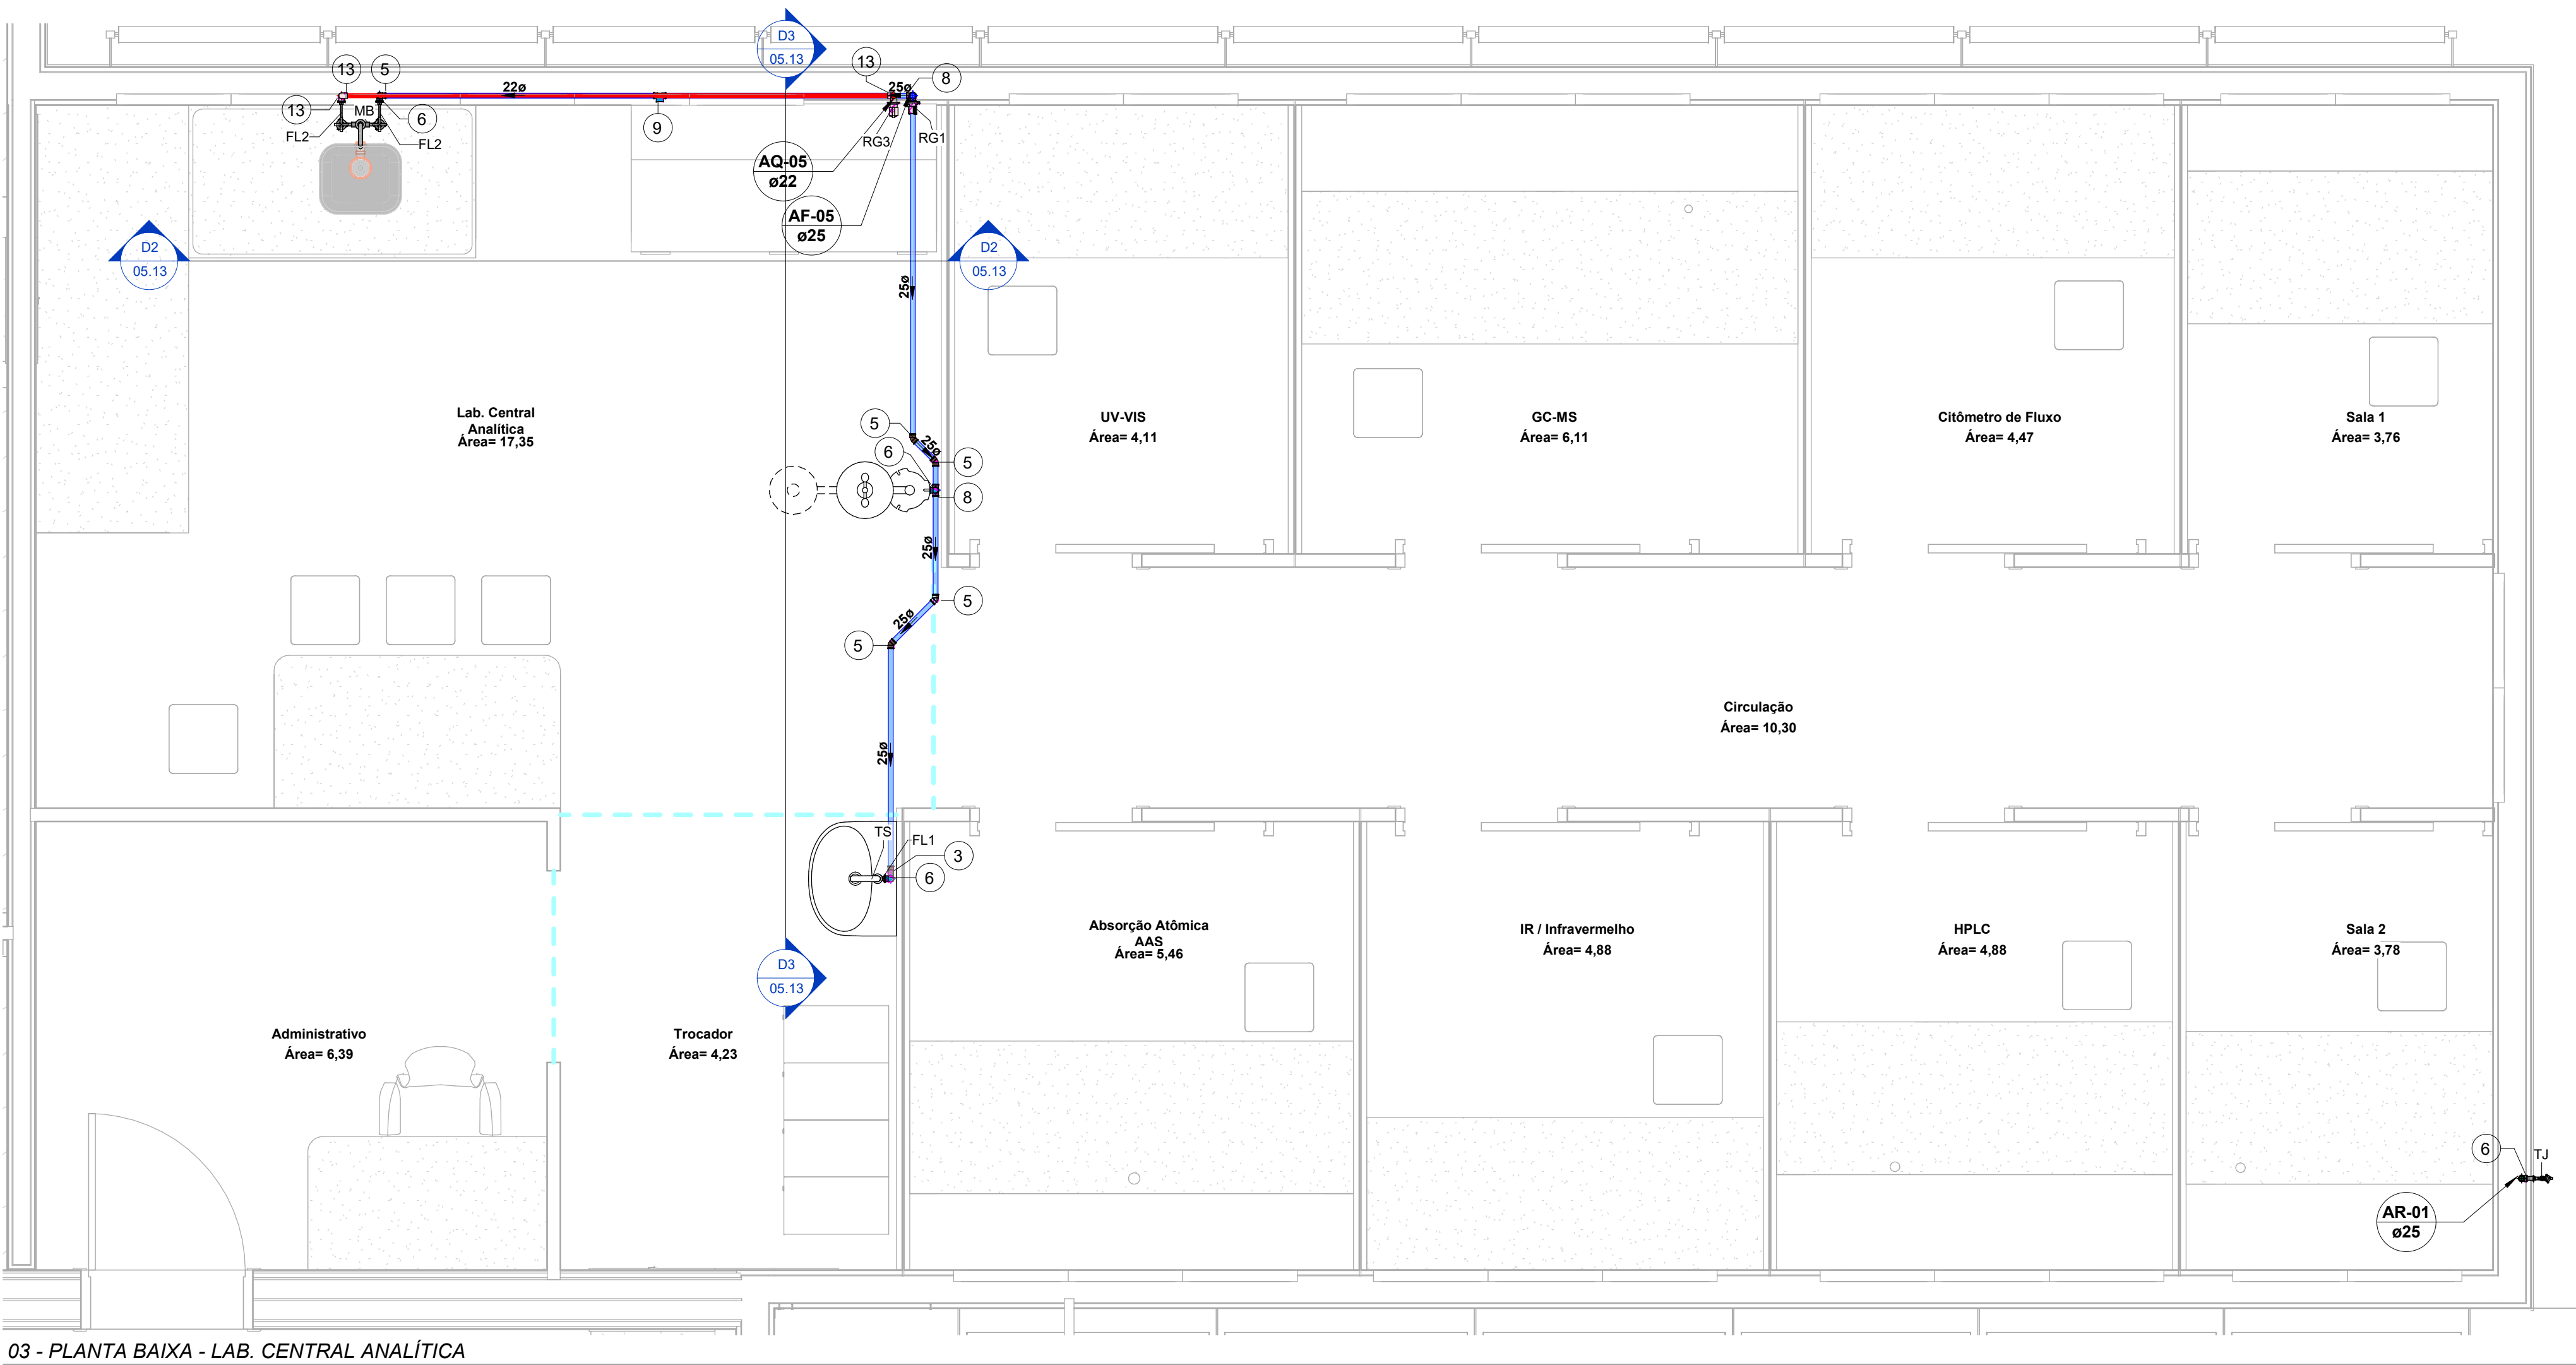 D3
05.13
13
5
22ø
13
25ø
8
13
MB
6
FL2
FL2
9
RG3
RG1
AQ-05
ø22
AF-05
ø25
D2
05.13
D2
05.13
25ø
Lab. Central
Analítica
Área= 17,35
UV-VIS
Área= 4,11
GC-MS
Área= 6,11
Citômetro de Fluxo
Área= 4,47
Sala 1
Área= 3,76
5
25ø
6
5
8
25ø
5
25ø
5
25ø
Circulação
Área= 10,30
TS
FL1
3
6
Absorção Atômica
AAS
Área= 5,46
IR / Infravermelho
Área= 4,88
HPLC
Área= 4,88
Sala 2
Área= 3,78
D3
05.13
Administrativo
Área= 6,39
Trocador
Área= 4,23
6
TJ
AR-01
ø25
03 - PLANTA BAIXA - LAB. CENTRAL ANALÍTICA